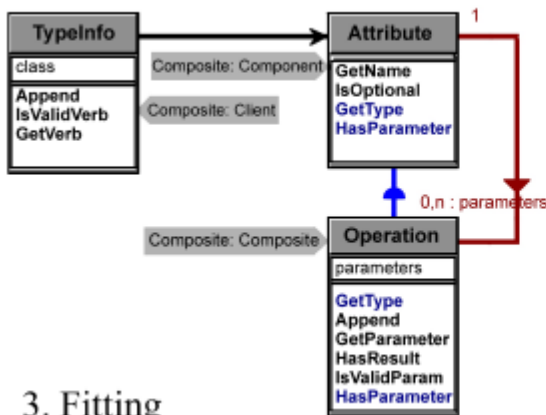 TypeInfo
class
Append
IsValidVerb
GetVerb
Composite: Component
Composite: Client
Attribute
GetName
IsOptional
GetType
HasParameter
1
0,n : parameters
Composite: Composite
Operation
parameters
GetType
Append
GetParameter
HasResult
IsValidParam
HasParameter
3. Fitting